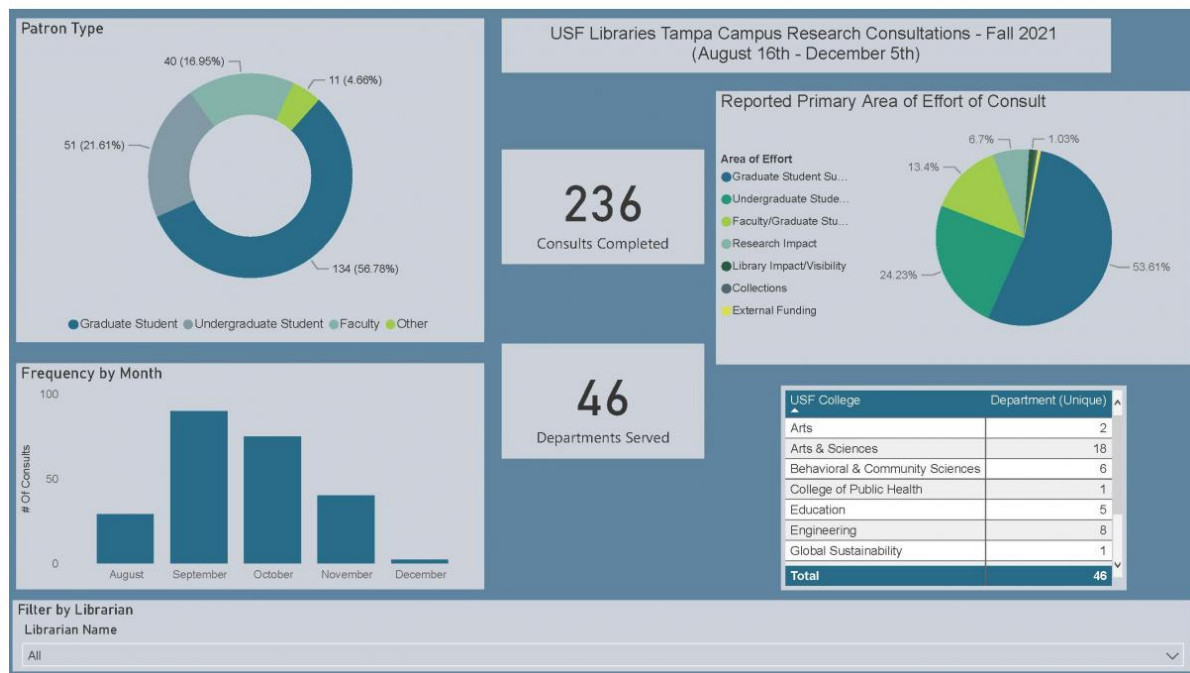 Patron Type
40 (16.95%)
11 (4.66%)
51 (21.61%)
134 (56.78%)
Graduate Student Undergraduate Student Faculty Other
USF Libraries Tampa Campus Research Consultations - Fall 2021
(August 16th - December 5th)
236
Consults Completed
46
Departments Served
Reported Primary Area of Effort of Consult
6.7%
1.03%
13.4%
24.23%
53.61%
Area of Effort
Graduate Student Su...
Undergraduate Stude...
Faculty/Graduate Stu...
Research Impact
Library Impact/Visibility
Collections
External Funding
Frequency by Month
# Of Consults
100
50
0
August September October November December
USF College Department (Unique)
Arts 2
Arts & Sciences 18
Behavioral & Community Sciences 6
College of Public Health 1
Education 5
Engineering 8
Global Sustainability 1
Total 46
Filter by Librarian
Librarian Name
All